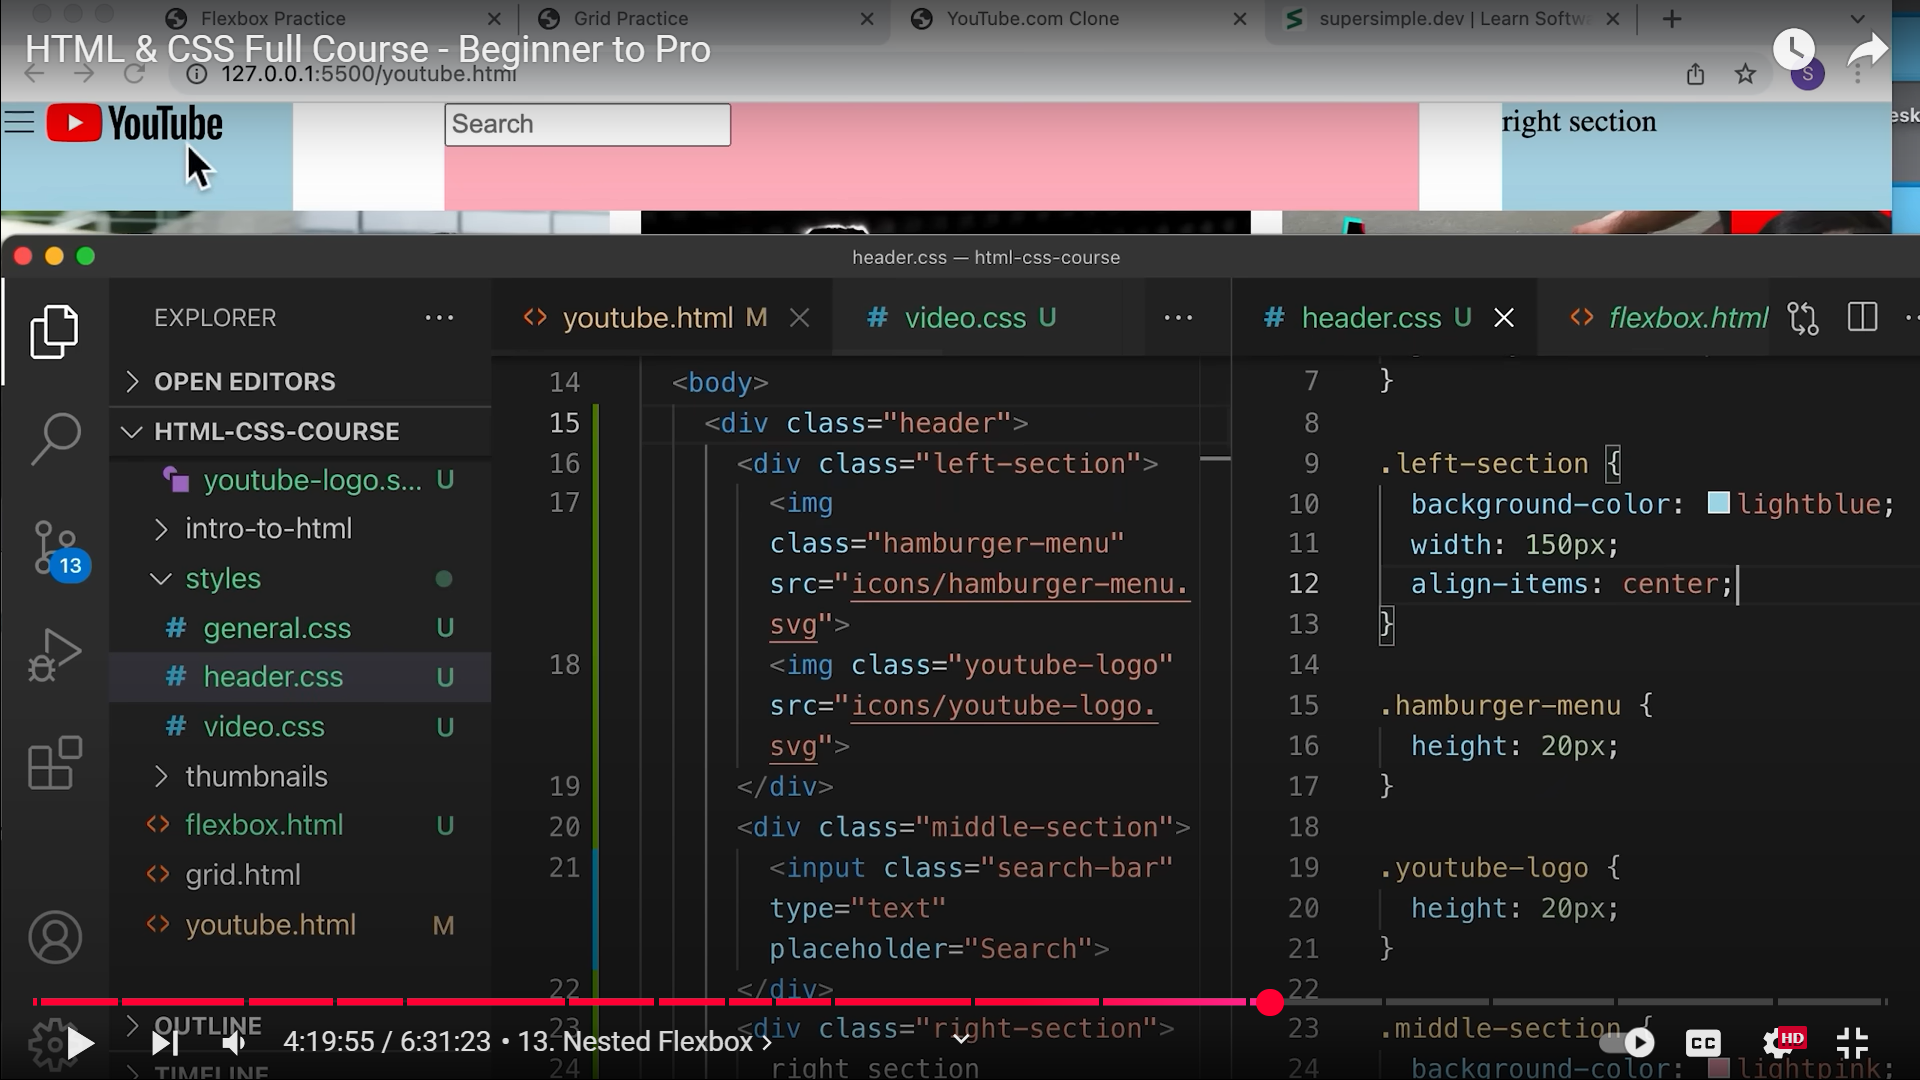 Flexbox Practice
Grid Practice
YouTube.com Clone
supersimple.dev | Learn Softw
HTML & CSS Full Course - Beginner to Pro
127.0.0.1:5500/youtube.html
S
YouTube
Search
right section
esk
header.css — html-css-course
EXPLORER
youtube.html M
video.css U
header.css U
flexbox.html
OPEN EDITORS
HTML-CSS-COURSE
youtube-logo.s... U
intro-to-html
styles
general.css U
header.css U
video.css U
thumbnails
flexbox.html U
grid.html
youtube.html M
OUTLINE
TIMELINE
13
14 <body>
15 <div class="header">
16 <div class="left-section">
17 <img
class="hamburger-menu"
src="icons/hamburger-menu.
svg">
18 <img class="youtube-logo"
src="icons/youtube-logo.
svg">
19 </div>
20 <div class="middle-section">
21 <input class="search-bar"
type="text"
placeholder="Search">
22 </div>
23 <div class="right-section">
24 right section
7 }
8
9 .left-section {
10 background-color: lightblue;
11 width: 150px;
12 align-items: center;
13 }
14
15 .hamburger-menu {
16 height: 20px;
17 }
18
19 .youtube-logo {
20 height: 20px;
21 }
22
23 .middle-section {
24 background-color: lightpink;
4:19:55 / 6:31:23 • 13. Nested Flexbox
CC
HD